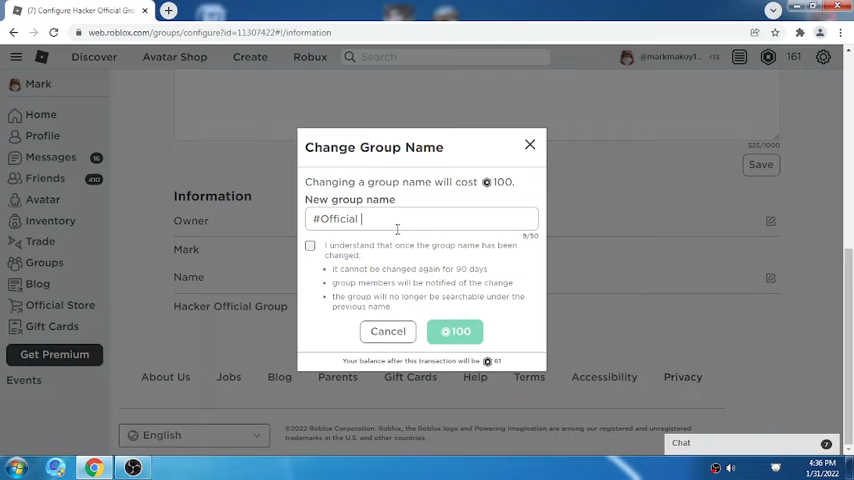 (7) Configure Hacker Official Gro
web.roblox.com/groups/configure?id=11307422#!/information
Discover
Avatar Shop
Create
Robux
Search
@markmakoy1...
<13
161
Mark
Home
Profile
Messages
16
Friends
410
Avatar
Inventory
Trade
Groups
Blog
Official Store
Gift Cards
Get Premium
Events
525/1000
Save
Information
Owner
Mark
Name
Hacker Official Group
Change Group Name
Changing a group name will cost 100.
New group name
#Official
9/50
I understand that once the group name has been
changed:
• it cannot be changed again for 90 days
• group members will be notified of the change
• the group will no longer be searchable under the
previous name
Cancel
100
Your balance after this transaction will be 61
About Us
Jobs
Blog
Parents
Gift Cards
Help
Terms
Accessibility
Privacy
English
©2022 Roblox Corporation. Roblox, the Roblox logo and Powering Imagination are among our registered and unregistered
trademarks in the U.S. and other countries.
Chat
7
4:36 PM
1/31/2022